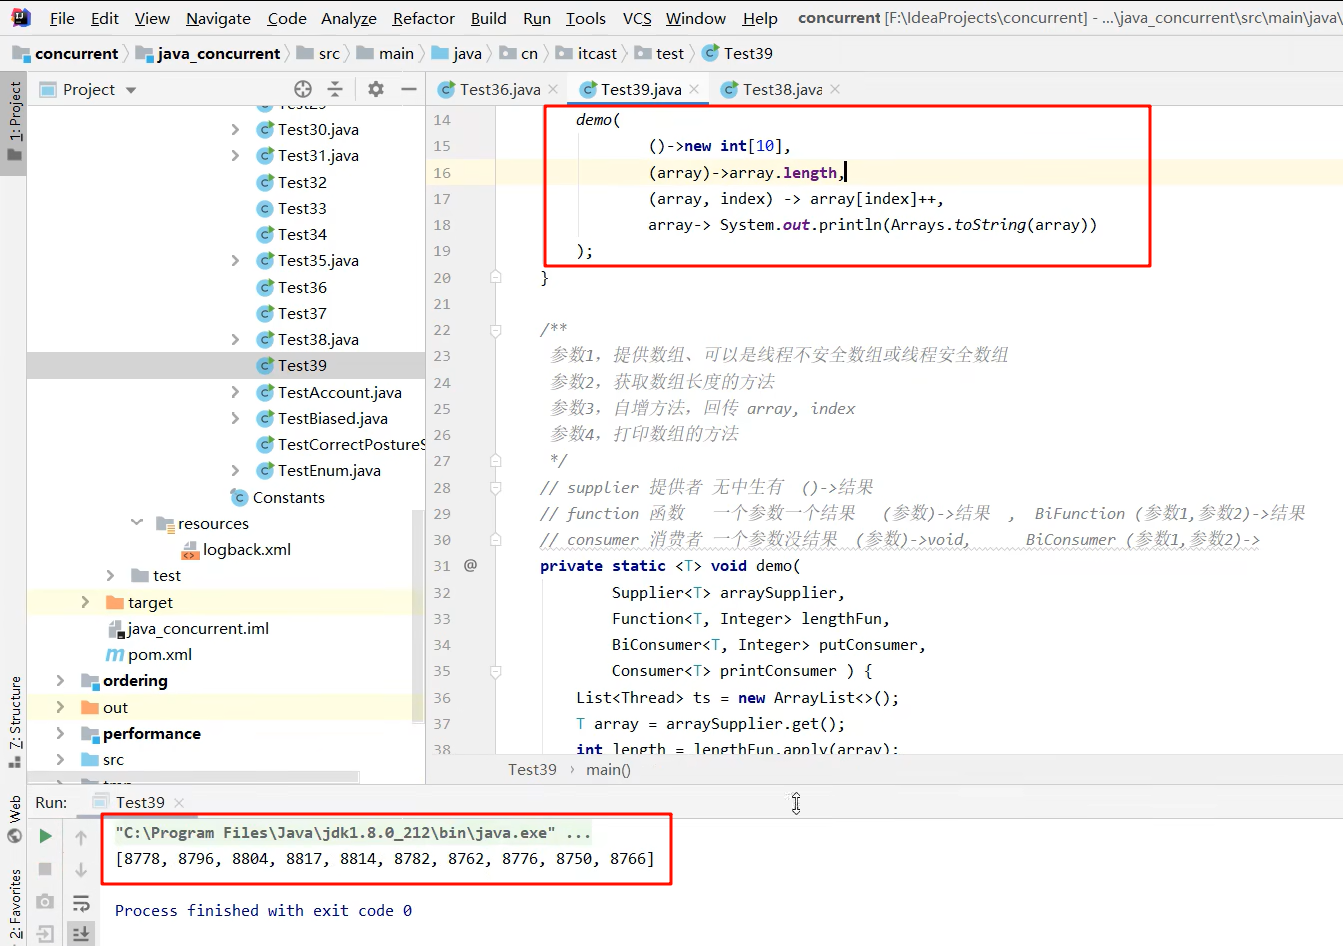 File Edit View Navigate Code Analyze Refactor Build Run Tools VCS Window Help concurrent [F:\IdeaProjects\concurrent] - ...\java_concurrent\src\main\java\
concurrent java_concurrent src main java cn itcast test Test39
1: Project
Project
Test36.java Test39.java Test38.java
Test30.java
Test31.java
Test32
Test33
Test34
Test35.java
Test36
Test37
Test38.java
Test39
TestAccount.java
TestBiased.java
TestCorrectPostureS
TestEnum.java
Constants
resources
logback.xml
test
target
java_concurrent.iml
pom.xml
ordering
out
performance
src
14 demo(
15 ()->new int[10],
16 (array)->array.length,
17 (array, index) -> array[index]++,
18 array-> System.out.println(Arrays.toString(array))
19 );
20 }
21
22 /**
23 参数1，提供数组、可以是线程不安全数组或线程安全数组
24 参数2，获取数组长度的方法
25 参数3，自增方法，回传 array, index
26 参数4，打印数组的方法
27 */
28 // supplier 提供者 无中生有 ()->结果
29 // function 函数 一个参数一个结果 (参数)->结果 , BiFunction (参数1,参数2)->结果
30 // consumer 消费者 一个参数没结果 (参数)->void, BiConsumer (参数1,参数2)->
31 @ private static <T> void demo(
32 Supplier<T> arraySupplier,
33 Function<T, Integer> lengthFun,
34 BiConsumer<T, Integer> putConsumer,
35 Consumer<T> printConsumer ) {
36 List<Thread> ts = new ArrayList<>();
37 T array = arraySupplier.get();
38 int length = lengthFun.apply(array);
Test39 › main()
7: Structure
Web
2: Favorites
Run: Test39
"C:\Program Files\Java\jdk1.8.0_212\bin\java.exe" ...
[8778, 8796, 8804, 8817, 8814, 8782, 8762, 8776, 8750, 8766]
Process finished with exit code 0